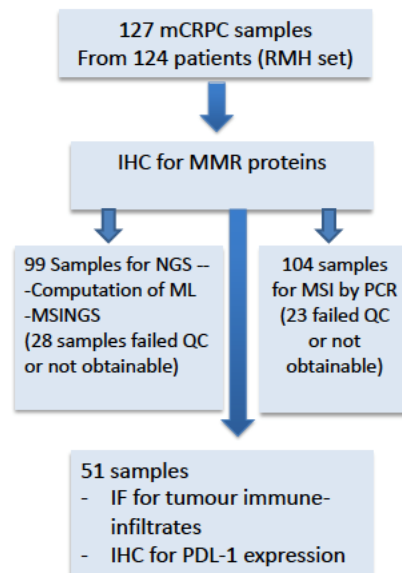 127 mCRPC samples
From 124 patients (RMH set)
IHC for MMR proteins
99 Samples for NGS --
-Computation of ML
-MSINGS
(28 samples failed QC
or not obtainable)
104 samples
for MSI by PCR
(23 failed QC
or not
obtainable)
51 samples
- IF for tumour immune-
infiltrates
- IHC for PDL-1 expression